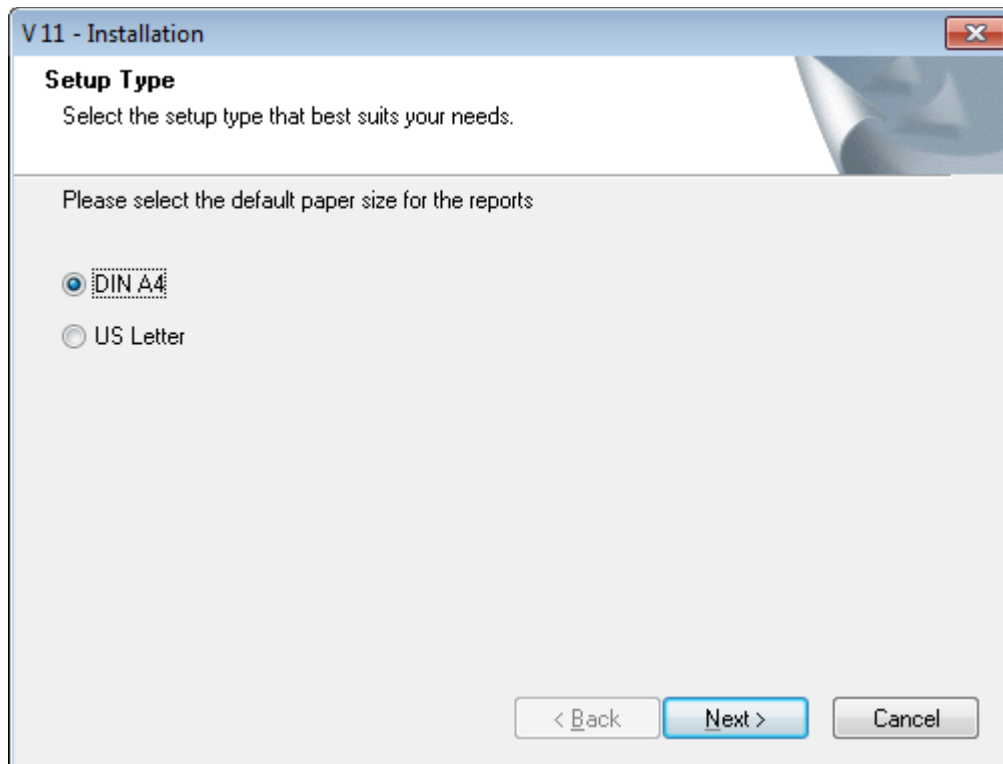 V 11 - Installation
Setup Type
Select the setup type that best suits your needs.
Please select the default paper size for the reports
DIN A4
US Letter
< Back Next > Cancel